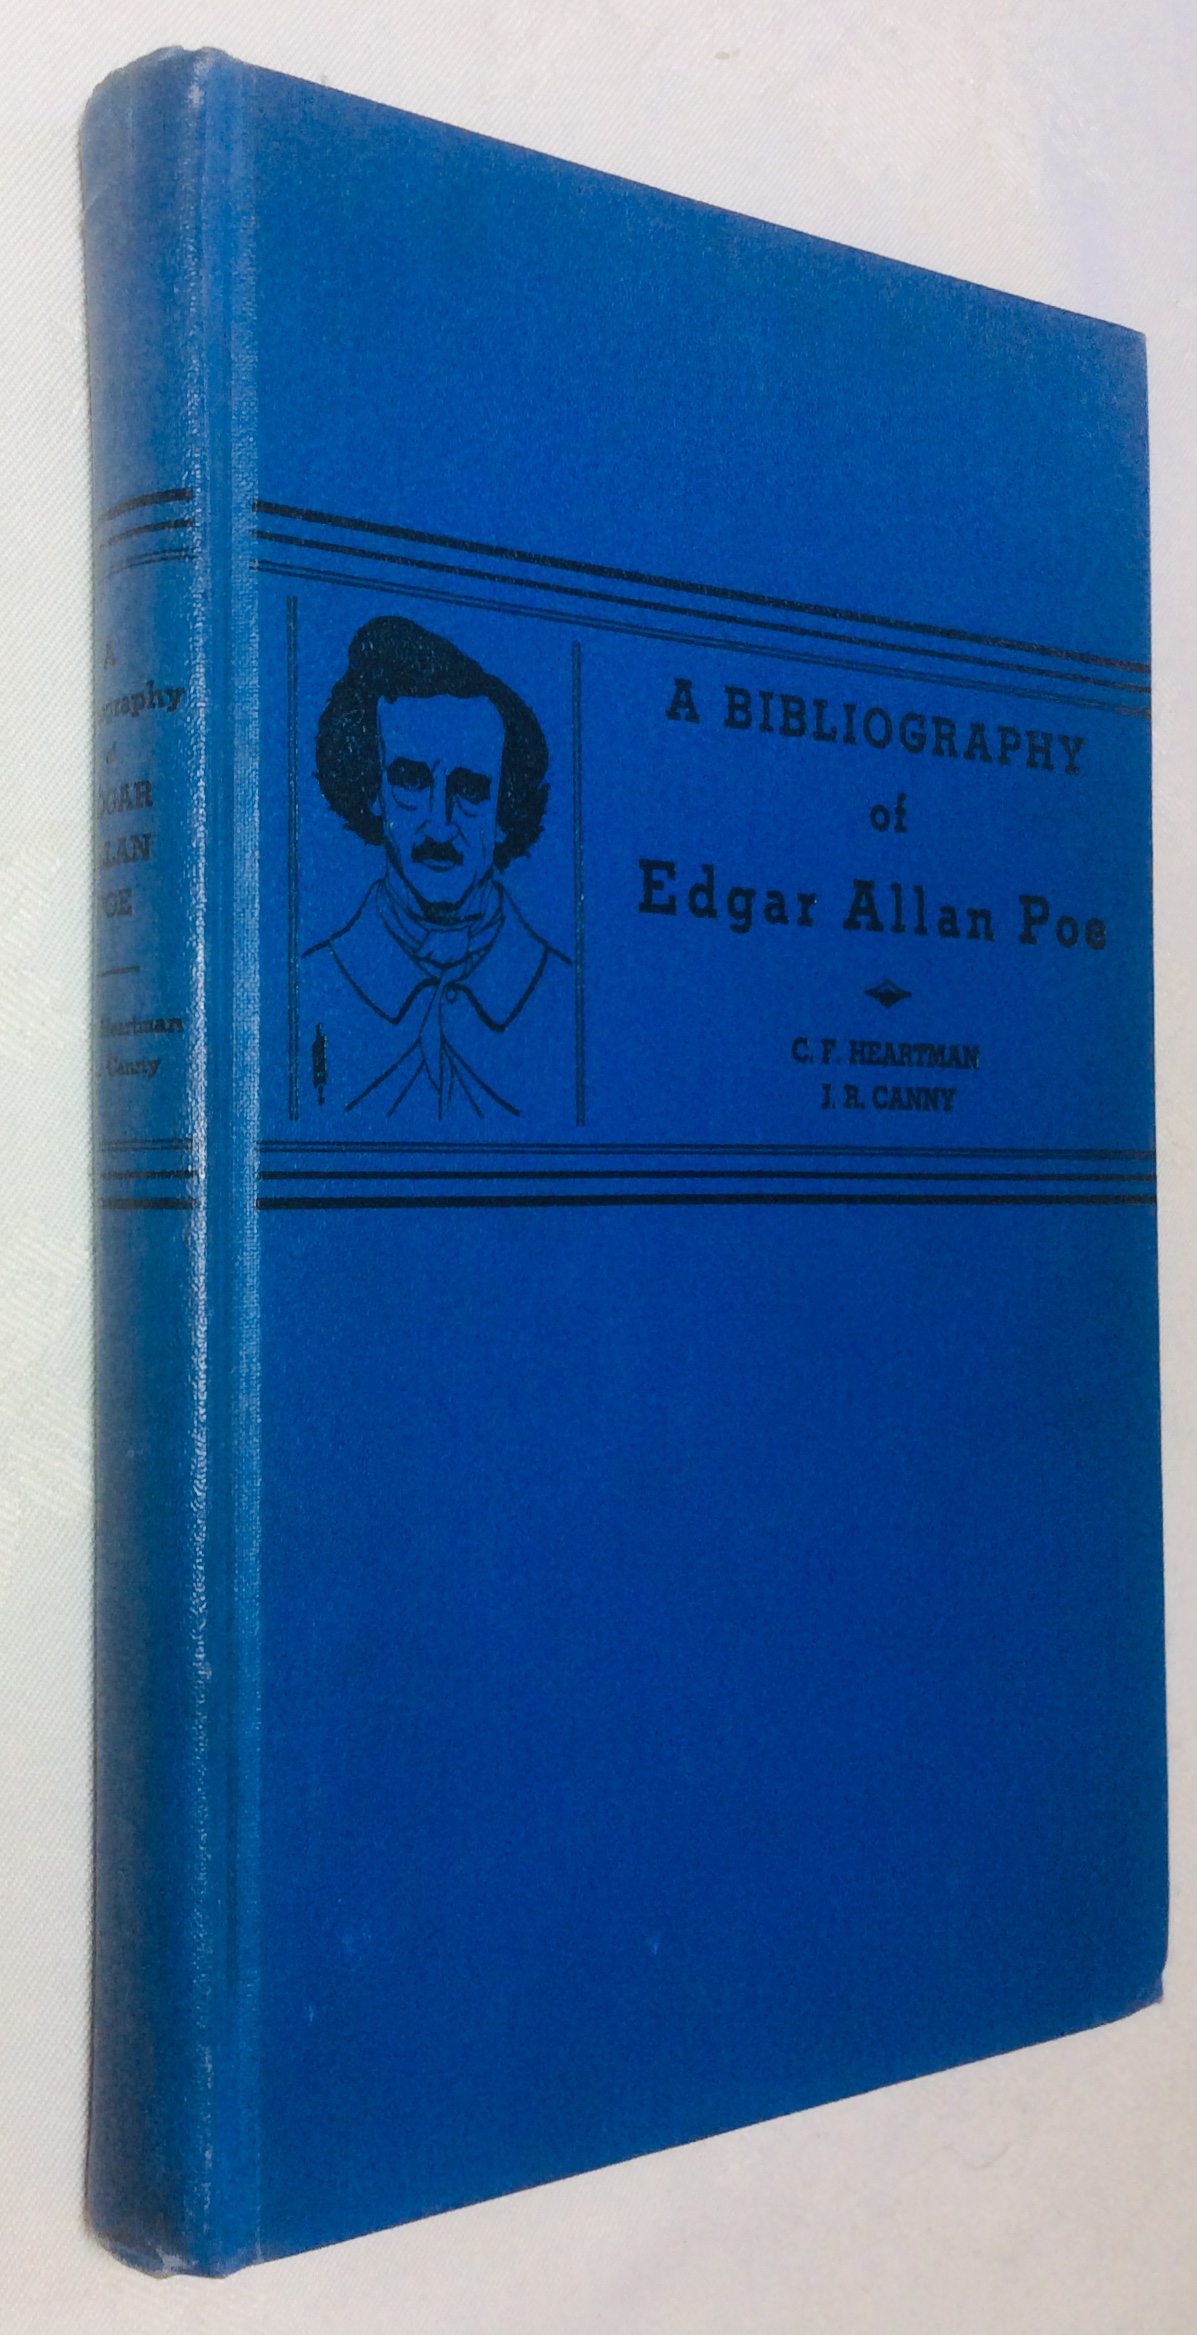 A BIBLIOGRAPHY
of
Edgar Allan Poe
C. F. HEARTMAN
J. R. CANNY
A
of
Heartman
Canny